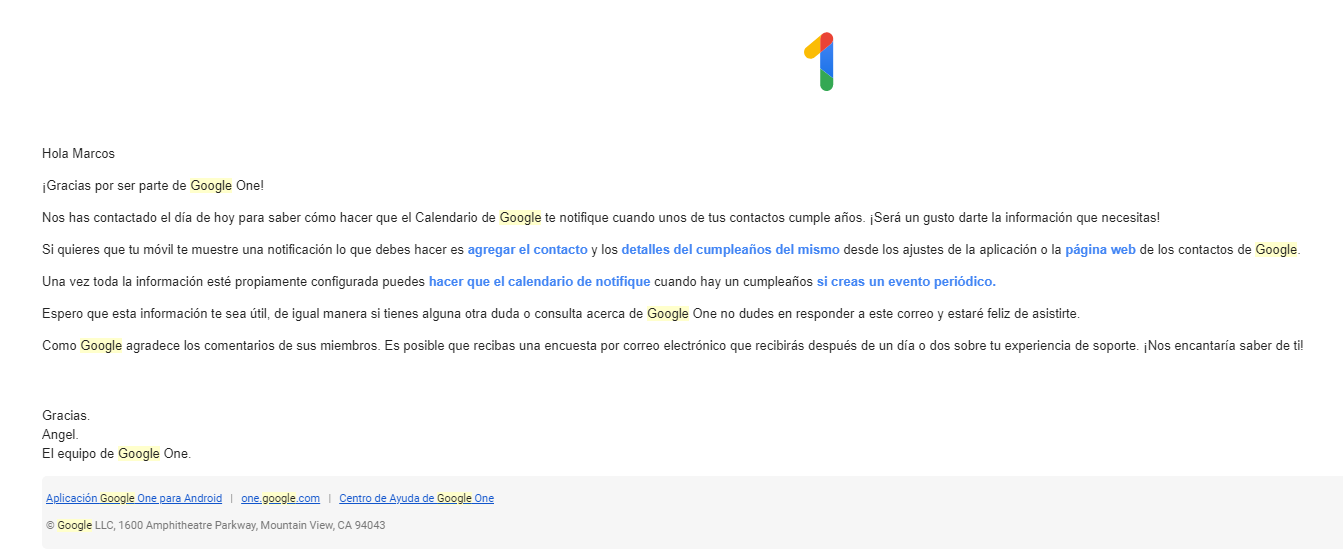 Hola Marcos
¡Gracias por ser parte de Google One!
Nos has contactado el día de hoy para saber cómo hacer que el Calendario de Google te notifique cuando unos de tus contactos cumple años. ¡Será un gusto darte la información que necesitas!
Si quieres que tu móvil te muestre una notificación lo que debes hacer es agregar el contacto y los detalles del cumpleaños del mismo desde los ajustes de la aplicación o la página web de los contactos de Google.
Una vez toda la información esté propiamente configurada puedes hacer que el calendario de notifique cuando hay un cumpleaños si creas un evento periódico.
Espero que esta información te sea útil, de igual manera si tienes alguna otra duda o consulta acerca de Google One no dudes en responder a este correo y estaré feliz de asistirte.
Como Google agradece los comentarios de sus miembros. Es posible que recibas una encuesta por correo electrónico que recibirás después de un día o dos sobre tu experiencia de soporte. ¡Nos encantaría saber de ti!
Gracias.
Angel.
El equipo de Google One.
Aplicación Google One para Android | one.google.com | Centro de Ayuda de Google One
© Google LLC, 1600 Amphitheatre Parkway, Mountain View, CA 94043